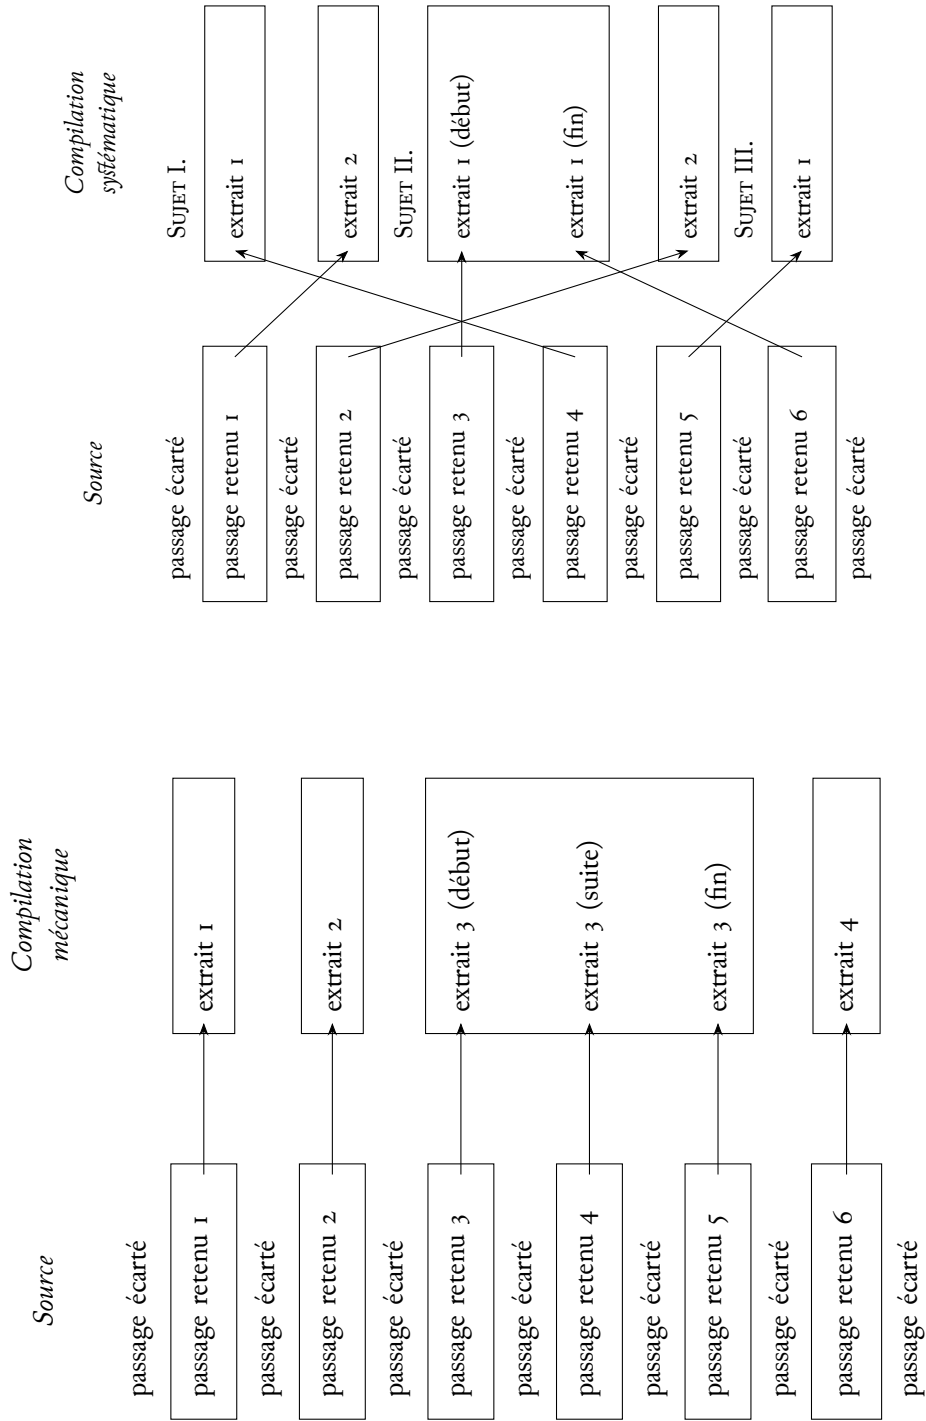 Source
passage écarté
passage retenu 1
passage écarté
passage retenu 2
passage écarté
passage retenu 3
passage écarté
passage retenu 4
passage écarté
passage retenu 5
passage écarté
passage retenu 6
passage écarté
Compilation
mécanique
extrait 1
extrait 2
extrait 3 (début)
extrait 3 (suite)
extrait 3 (fin)
extrait 4
Source
passage écarté
passage retenu 1
passage écarté
passage retenu 2
passage écarté
passage retenu 3
passage écarté
passage retenu 4
passage écarté
passage retenu 5
passage écarté
passage retenu 6
passage écarté
Compilation
systématique
Sujet I.
extrait 1
extrait 2
Sujet II.
extrait 1 (début)
extrait 1 (fin)
extrait 2
Sujet III.
extrait 1